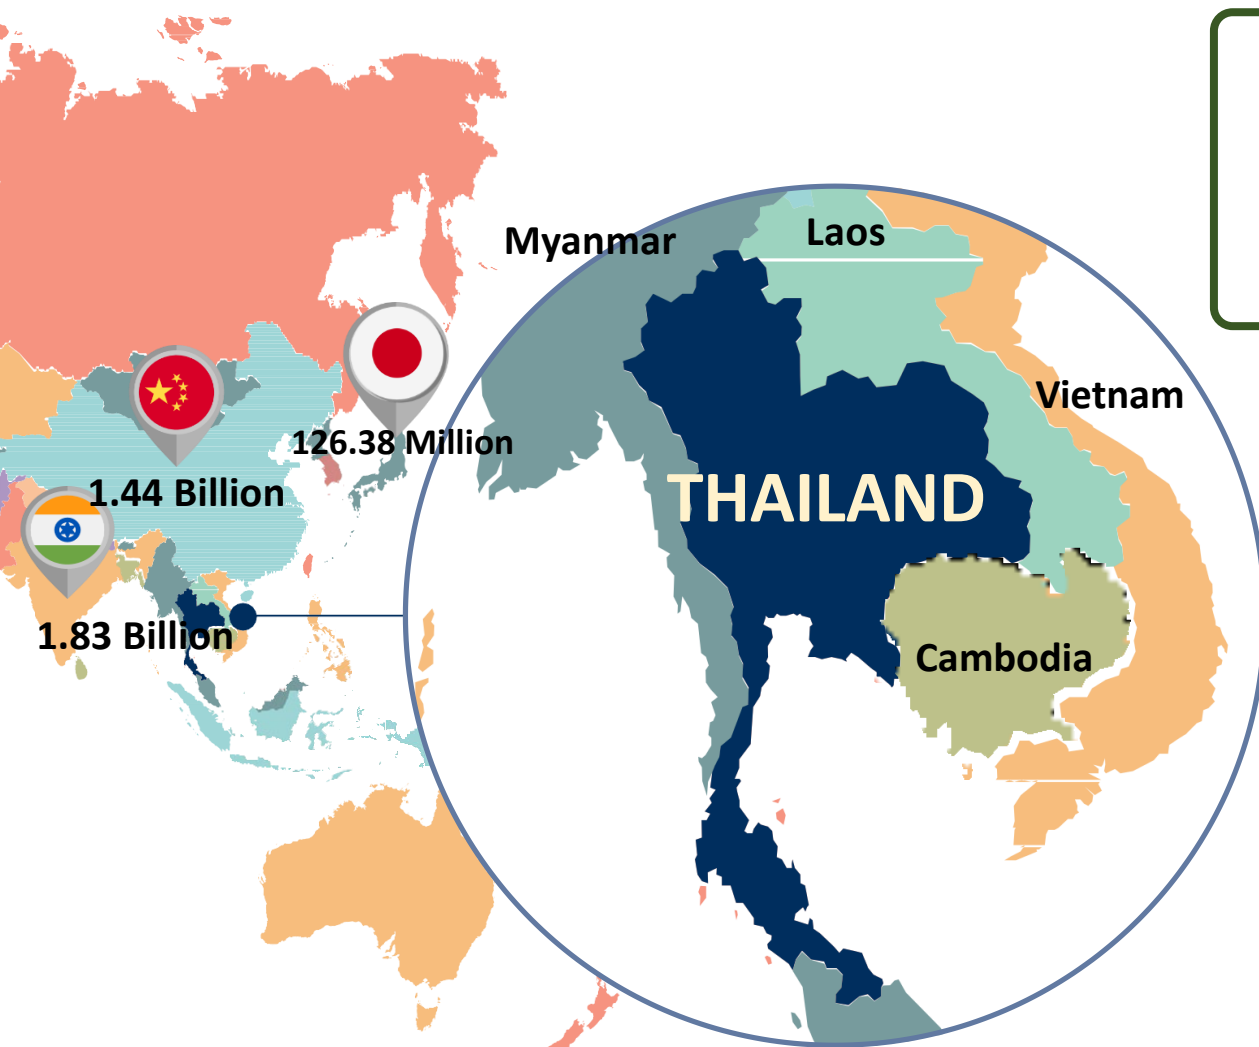 Myanmar
Laos
Vietnam
126.38 Million
1.44 Billion
THAILAND
1.83 Billion
Cambodia